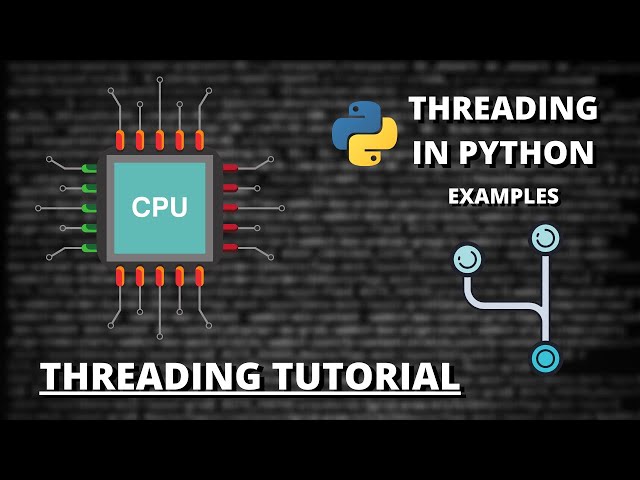 CPU
THREADING
IN PYTHON
EXAMPLES
THREADING TUTORIAL